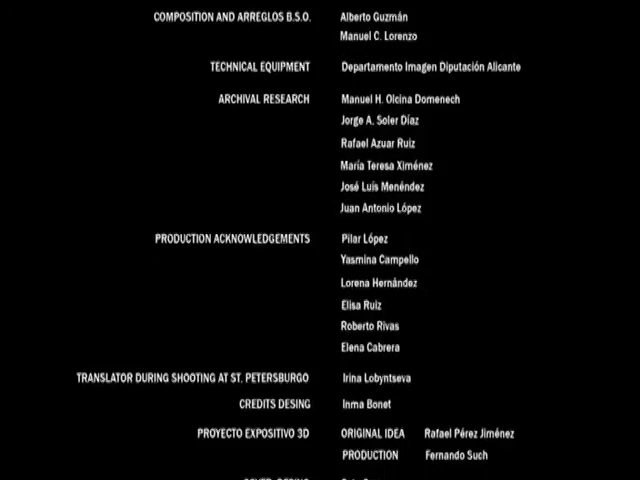 COMPOSITION AND ARREGLOS B.S.O. Alberto Guzmán
Manuel C. Lorenzo
TECHNICAL EQUIPMENT Departamento Imagen Diputación Alicante
ARCHIVAL RESEARCH Manuel H. Olcina Domenech
Jorge A. Soler Díaz
Rafael Azuar Ruiz
María Teresa Ximénez
José Luís Menéndez
Juan Antonio López
PRODUCTION ACKNOWLEDGEMENTS Pilar López
Yasmina Campello
Lorena Hernández
Elisa Ruiz
Roberto Rivas
Elena Cabrera
TRANSLATOR DURING SHOOTING AT ST. PETERSBURGO Irina Lobyntseva
CREDITS DESING Inma Bonet
PROYECTO EXPOSITIVO 3D ORIGINAL IDEA Rafael Pérez Jiménez
PRODUCTION Fernando Such